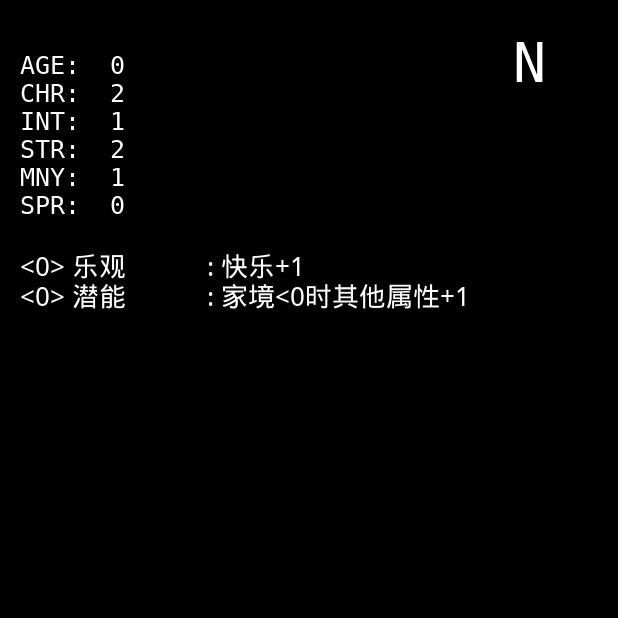 N
AGE: 0
CHR: 2
INT: 1
STR: 2
MNY: 1
SPR: 0
<0> 乐观 : 快乐+1
<0> 潜能 : 家境<0时其他属性+1